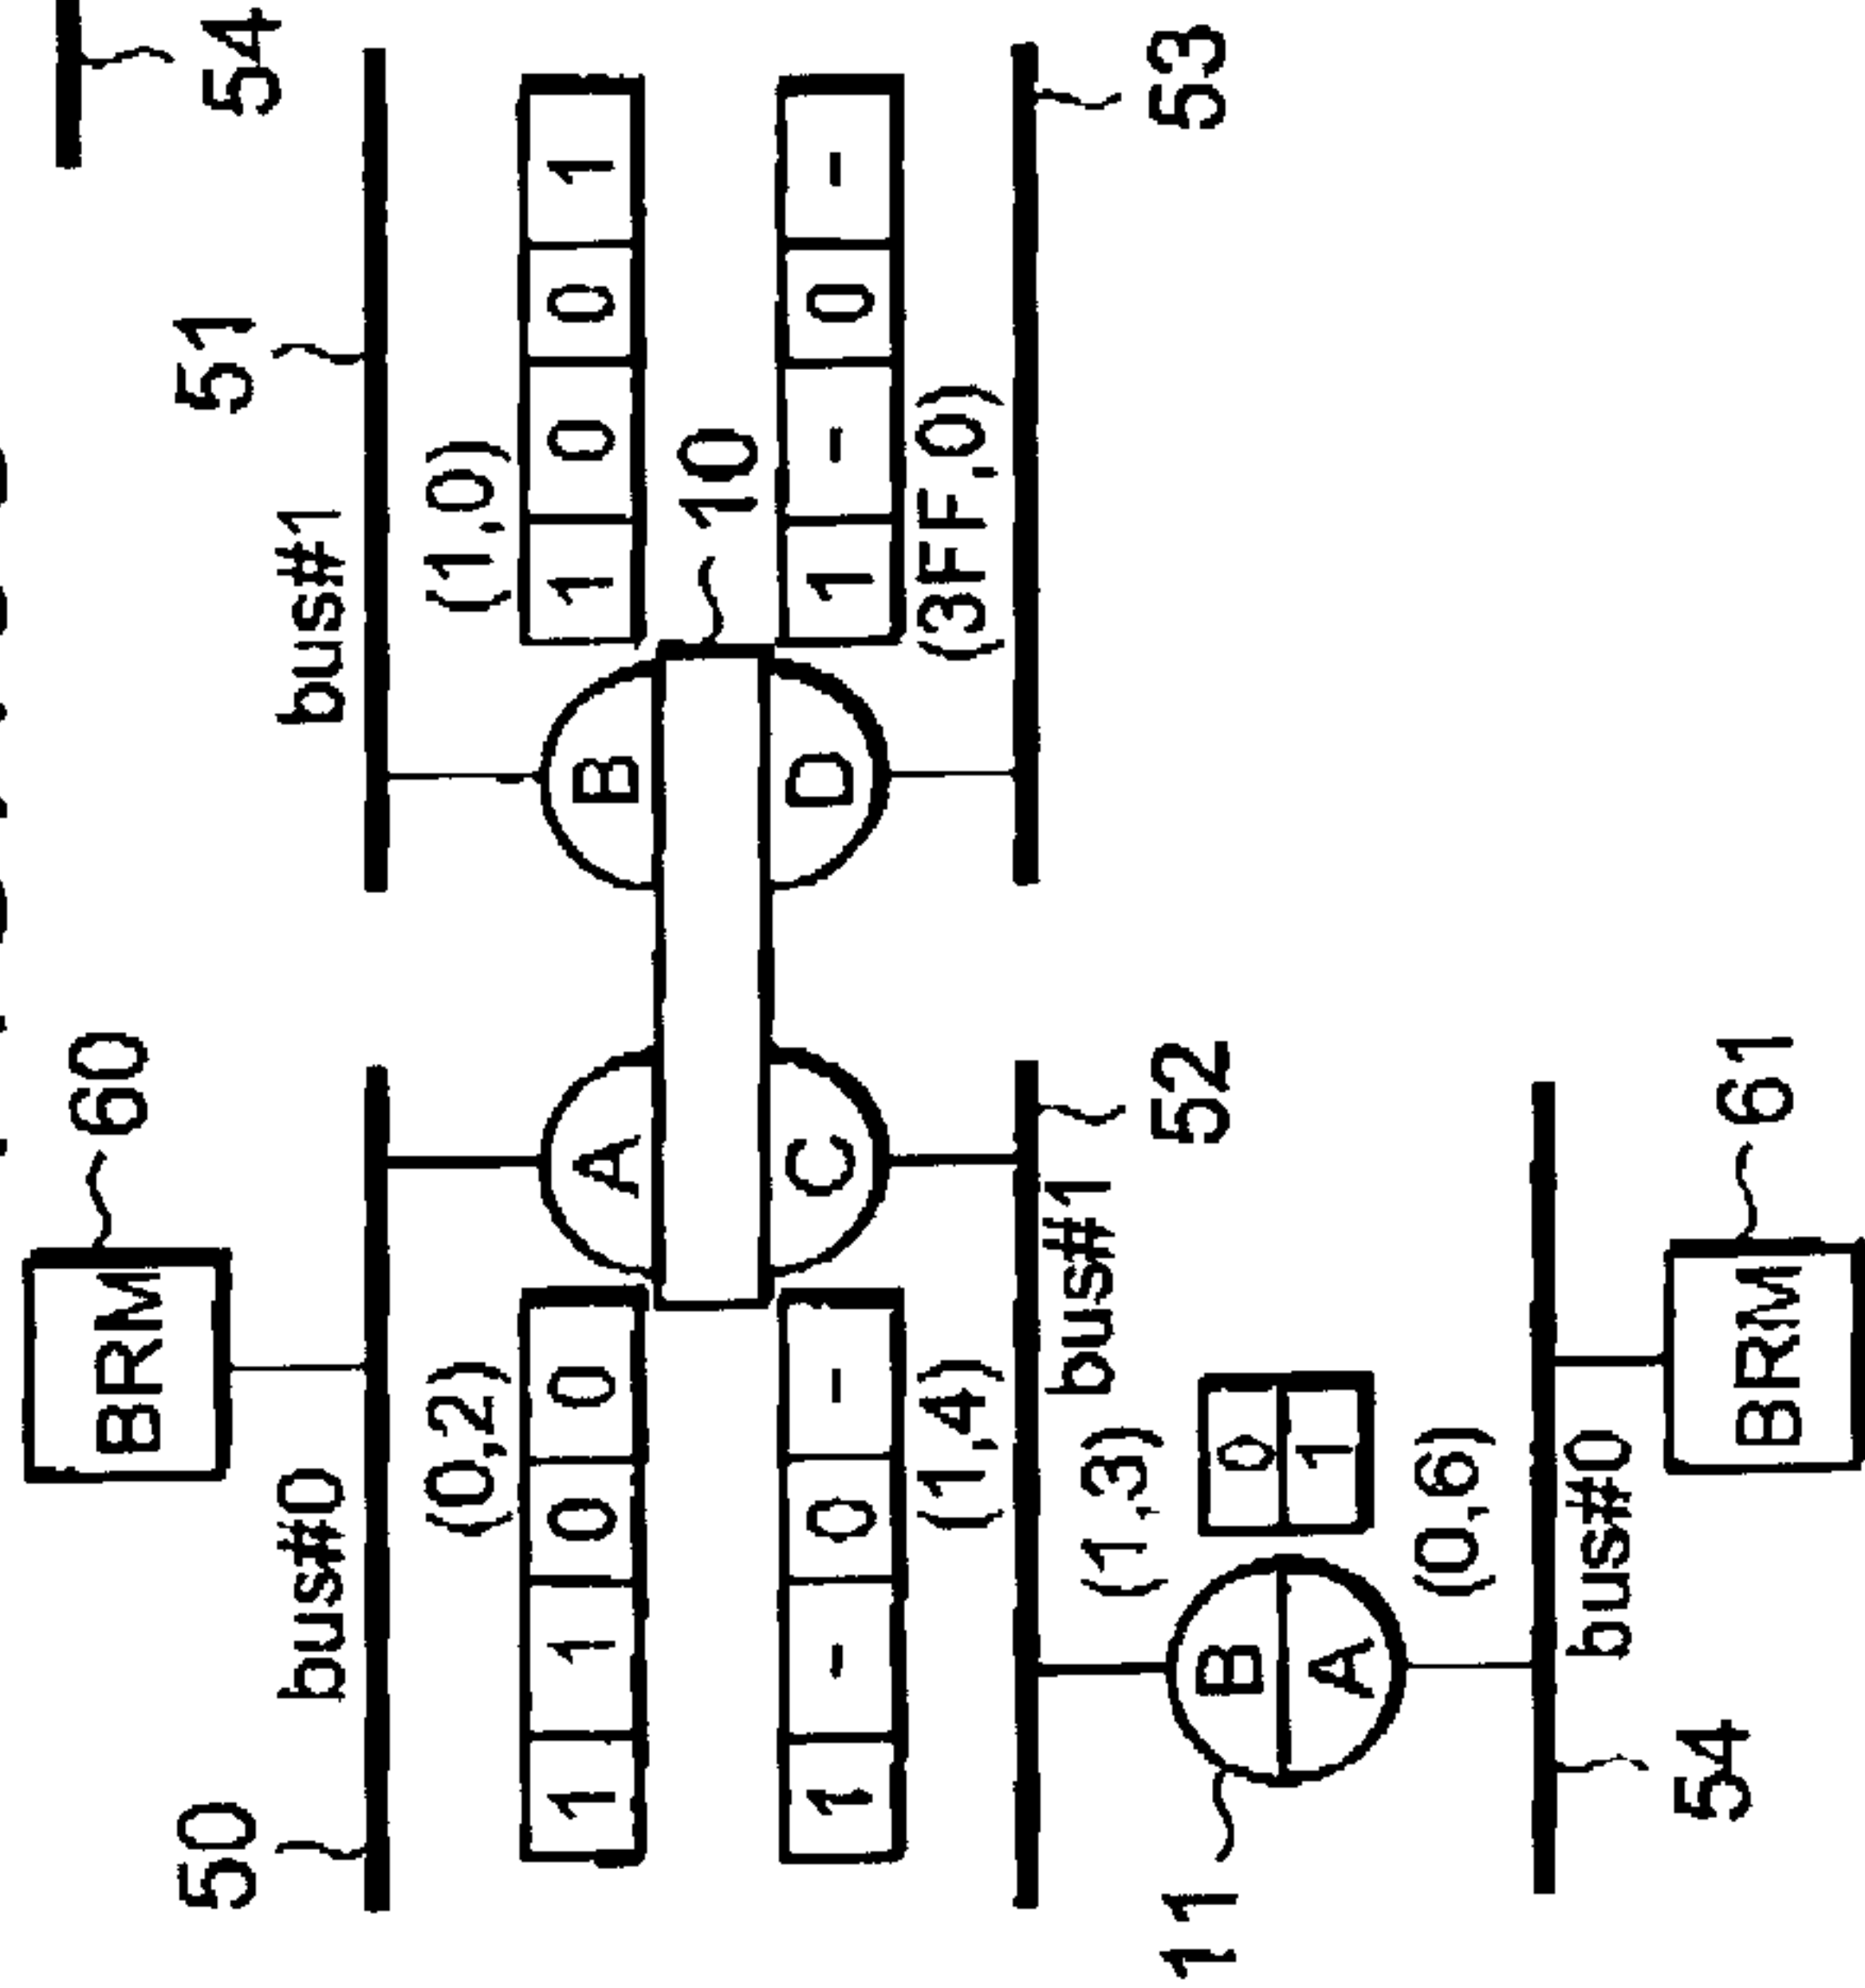 BRM 60
50 51 54
bus#0 bus#1
(0,2) (1,0)
1 1 0 0 A B 1 0 0 1
10
1 - 0 - C D 1 - 0 -
(1,4) (3FF,0)
bus#1
52 53
(1,3)
11 B 0
A 1
(0,6)
bus#0
54
BRM 61